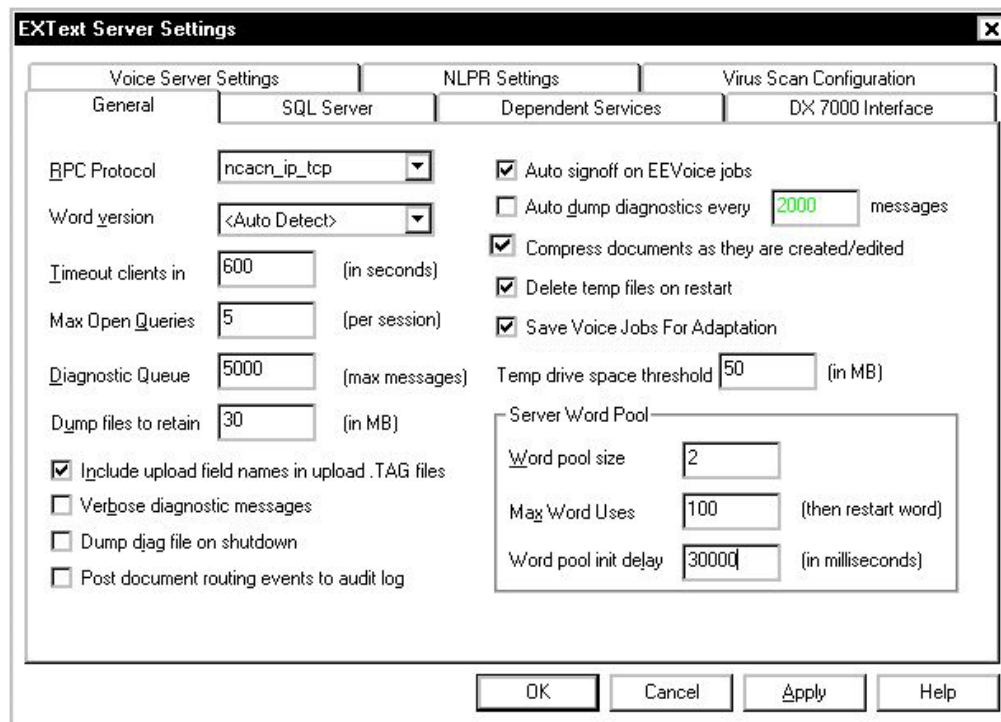 EXText Server Settings
Voice Server Settings NLPR Settings Virus Scan Configuration
General SQL Server Dependent Services DX 7000 Interface
RPC Protocol ncacn_ip_tcp
Word version <Auto Detect>
Timeout clients in 600 (in seconds)
Max Open Queries 5 (per session)
Diagnostic Queue 5000 (max messages)
Dump files to retain 30 (in MB)
Include upload field names in upload .TAG files
Verbose diagnostic messages
Dump diag file on shutdown
Post document routing events to audit log
Auto signoff on EEVoice jobs
Auto dump diagnostics every 2000 messages
Compress documents as they are created/edited
Delete temp files on restart
Save Voice Jobs For Adaptation
Temp drive space threshold 50 (in MB)
Server Word Pool
Word pool size 2
Max Word Uses 100 (then restart word)
Word pool init delay 30000 (in milliseconds)
OK Cancel Apply Help